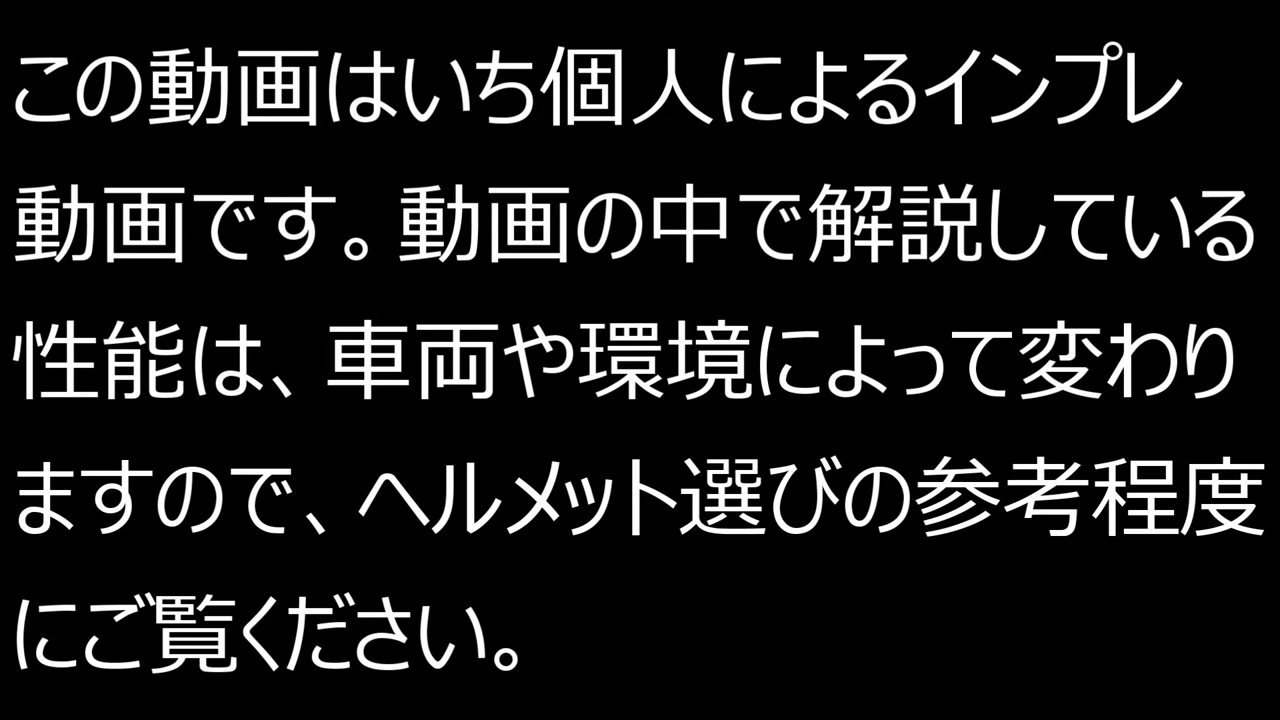 この動画はいち個人によるインプレ
動画です。動画の中で解説している
性能は、車両や環境によって変わり
ますので、ヘルメット選びの参考程度
にご覧ください。